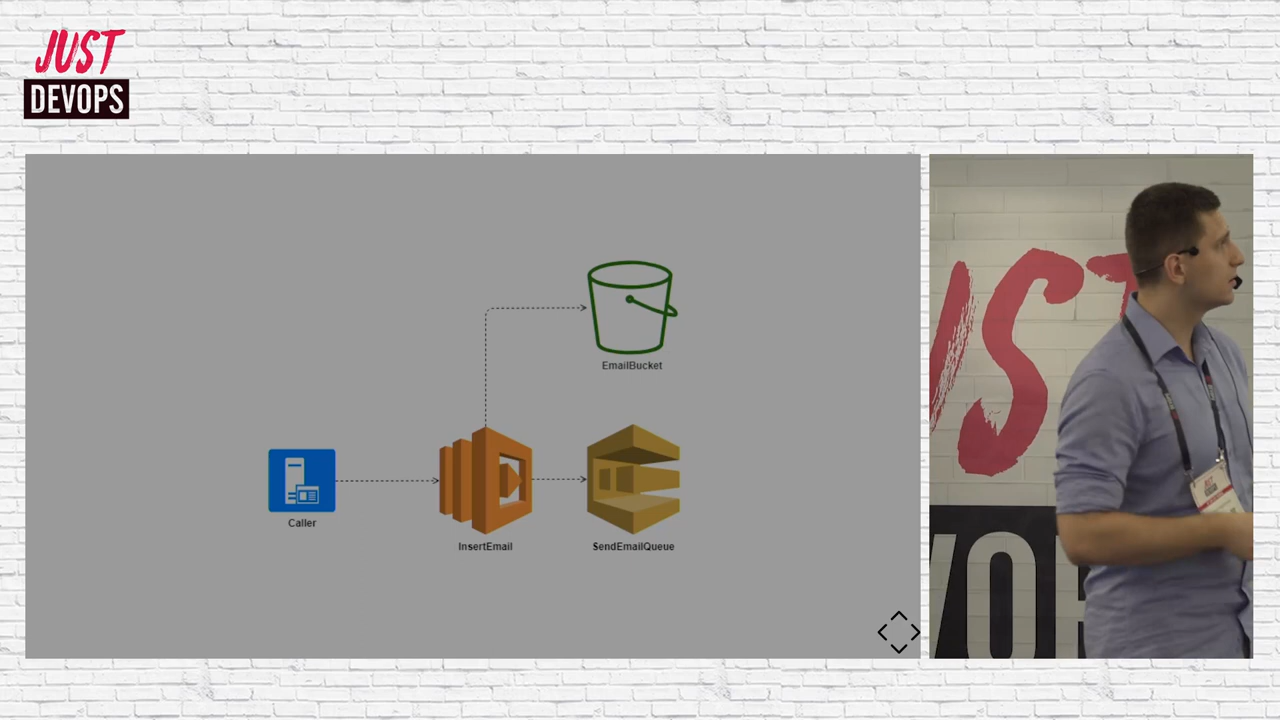 JUST
DEVOPS
EmailBucket
Caller
InsertEmail
SendEmailQueue